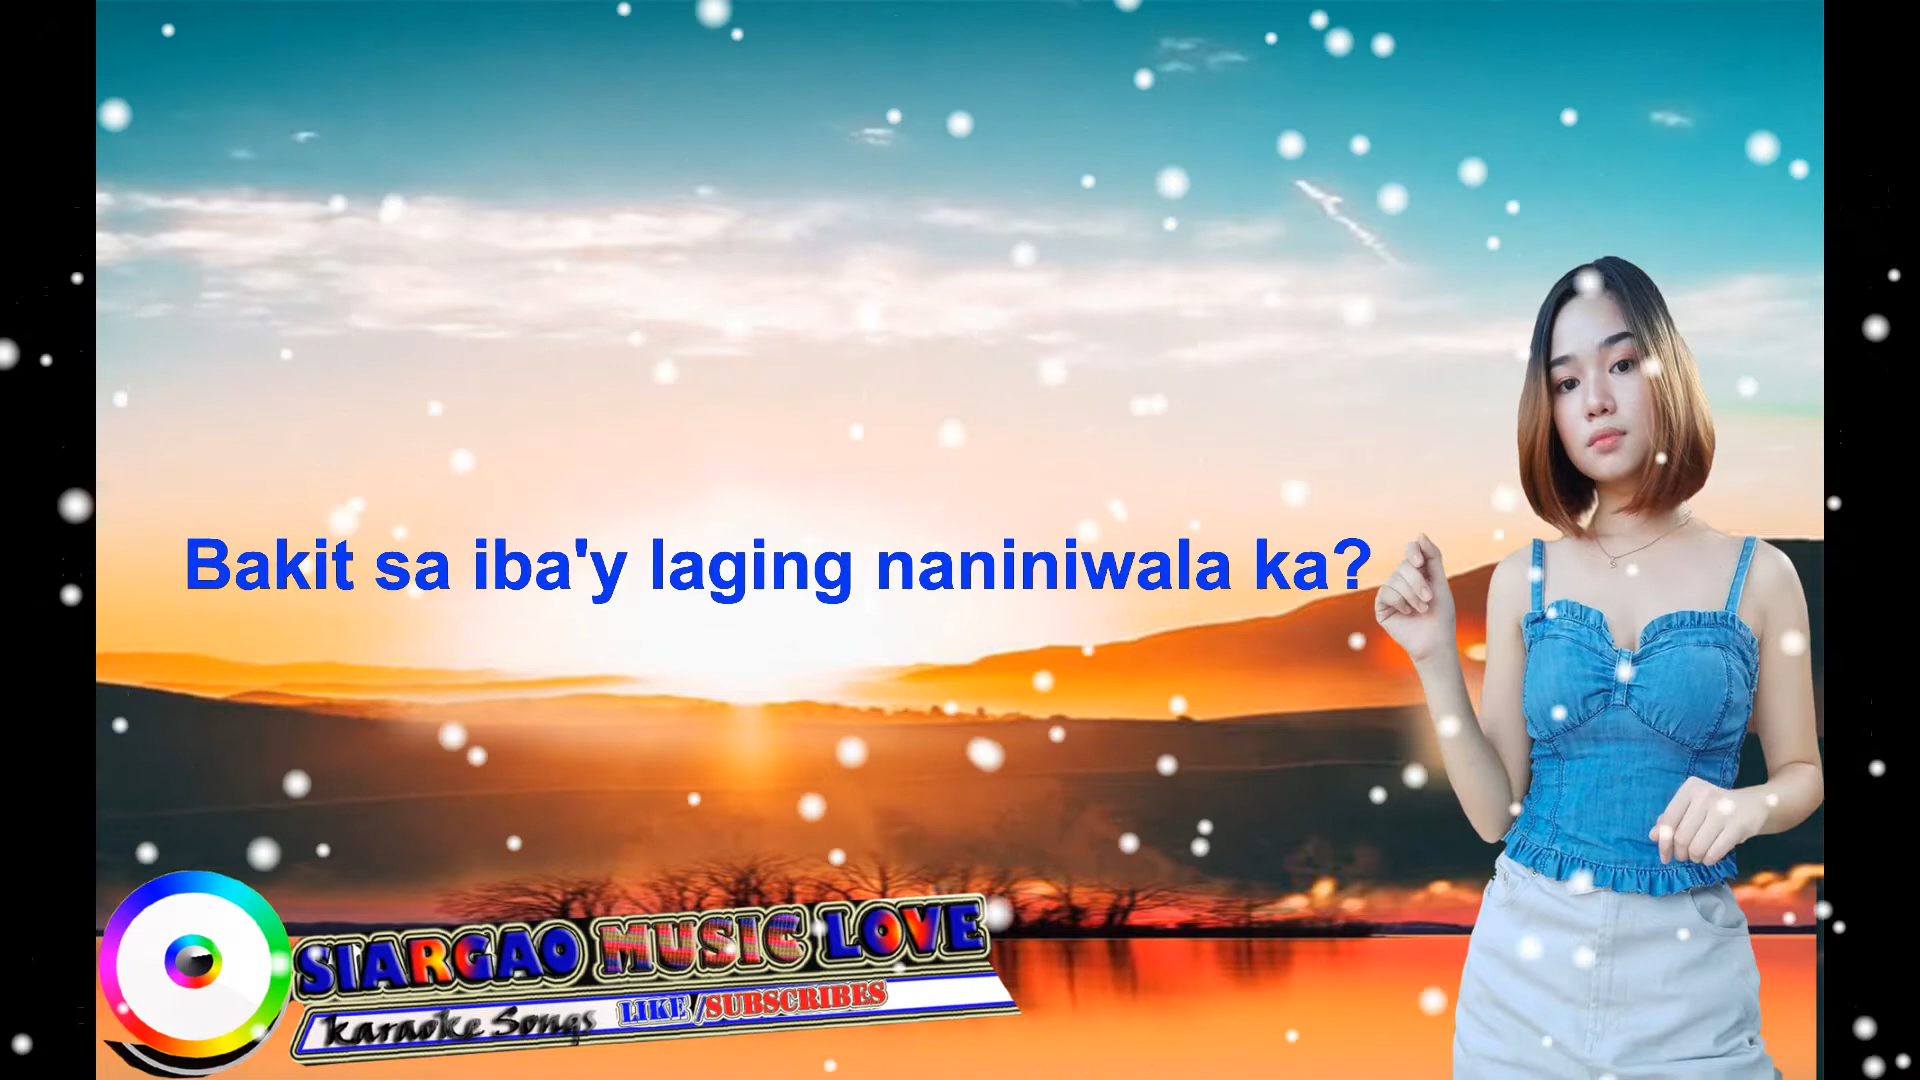 Bakit sa iba'y laging naniniwala ka?
SIARGAO MUSIC LOVE
Karaoke Songs LIKE/SUBSCRIBES